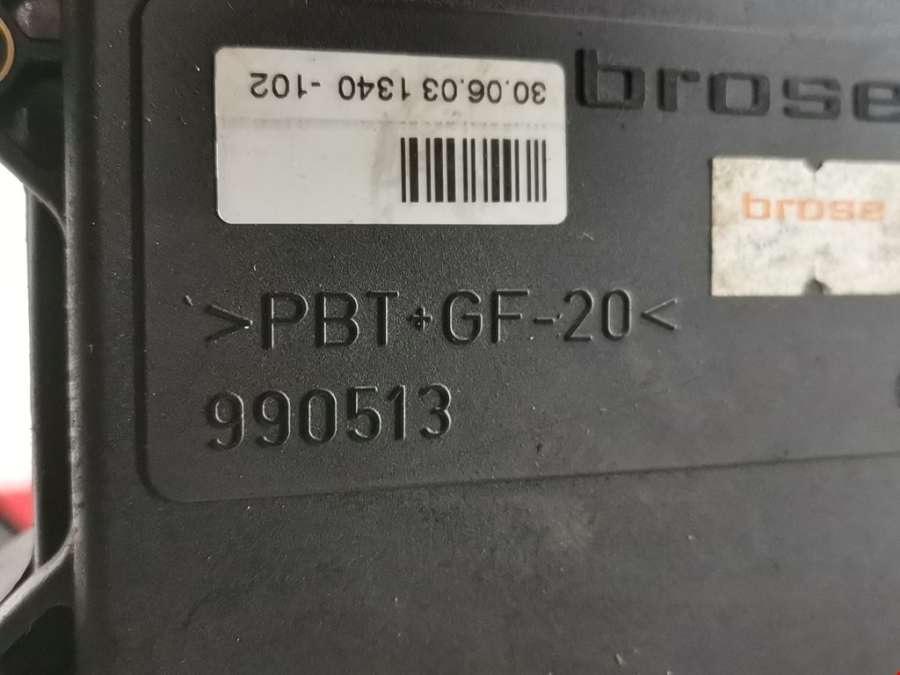 30.06.03 1340 -102
brose
brose
>PBT+GF-20<
990513